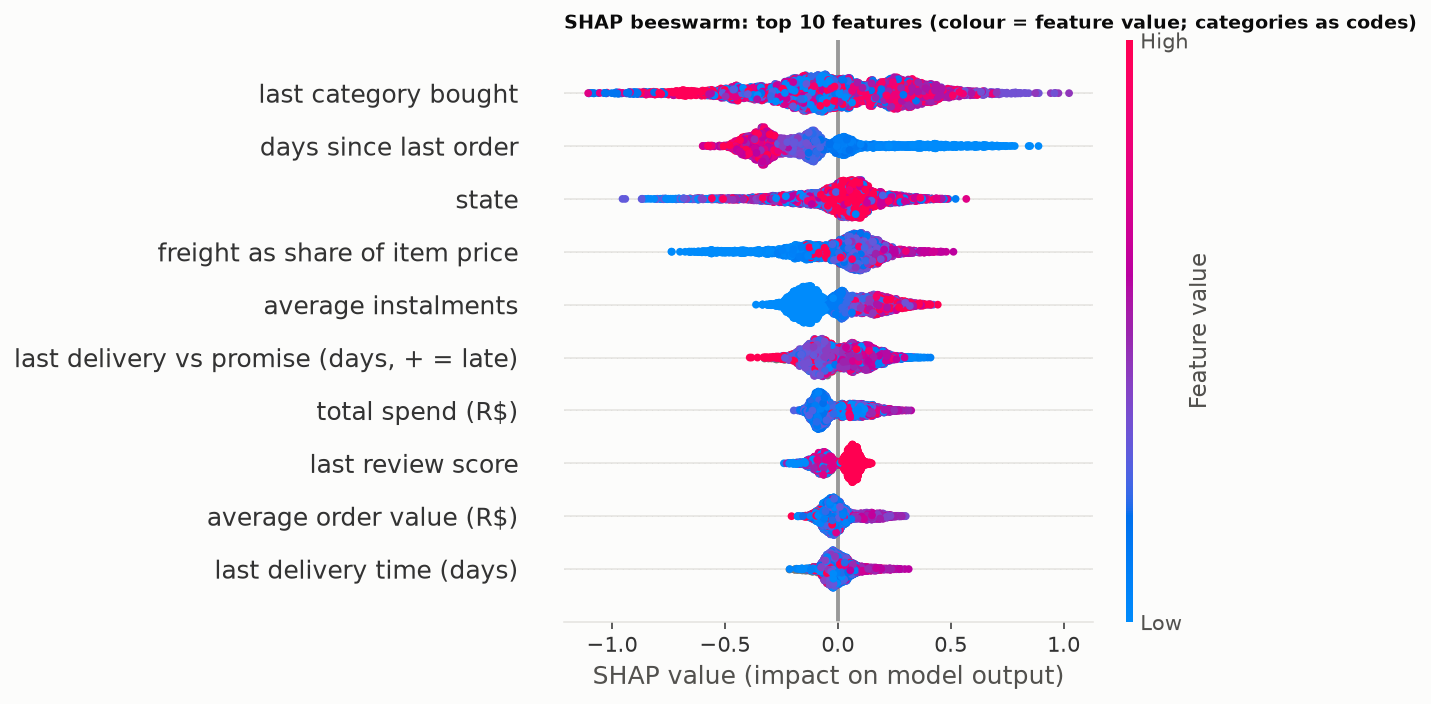 SHAP beeswarm: top 10 features (colour = feature value; categories as codes)
High
last category bought
days since last order
state
freight as share of item price
average instalments
last delivery vs promise (days, + = late)
total spend (R$)
last review score
average order value (R$)
last delivery time (days)
Feature value
Low
−1.0 −0.5 0.0 0.5 1.0
SHAP value (impact on model output)